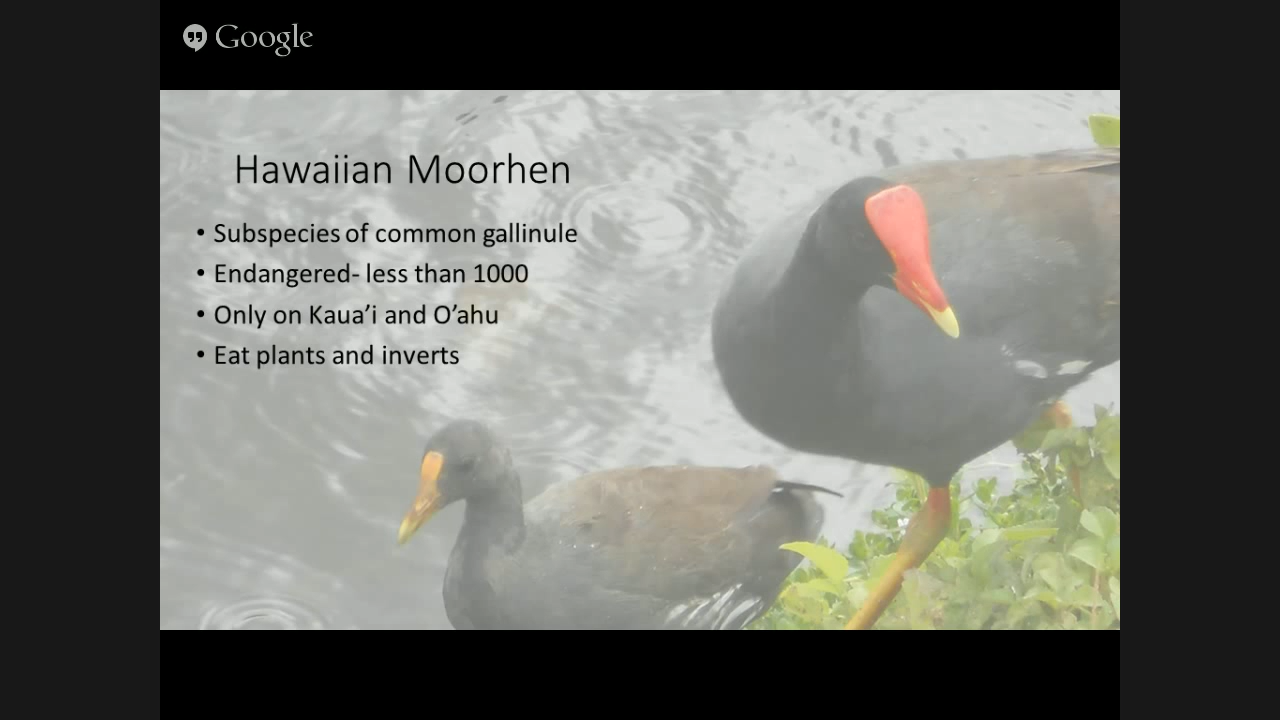 Google
Hawaiian Moorhen
• Subspecies of common gallinule
• Endangered- less than 1000
• Only on Kaua’i and O’ahu
• Eat plants and inverts